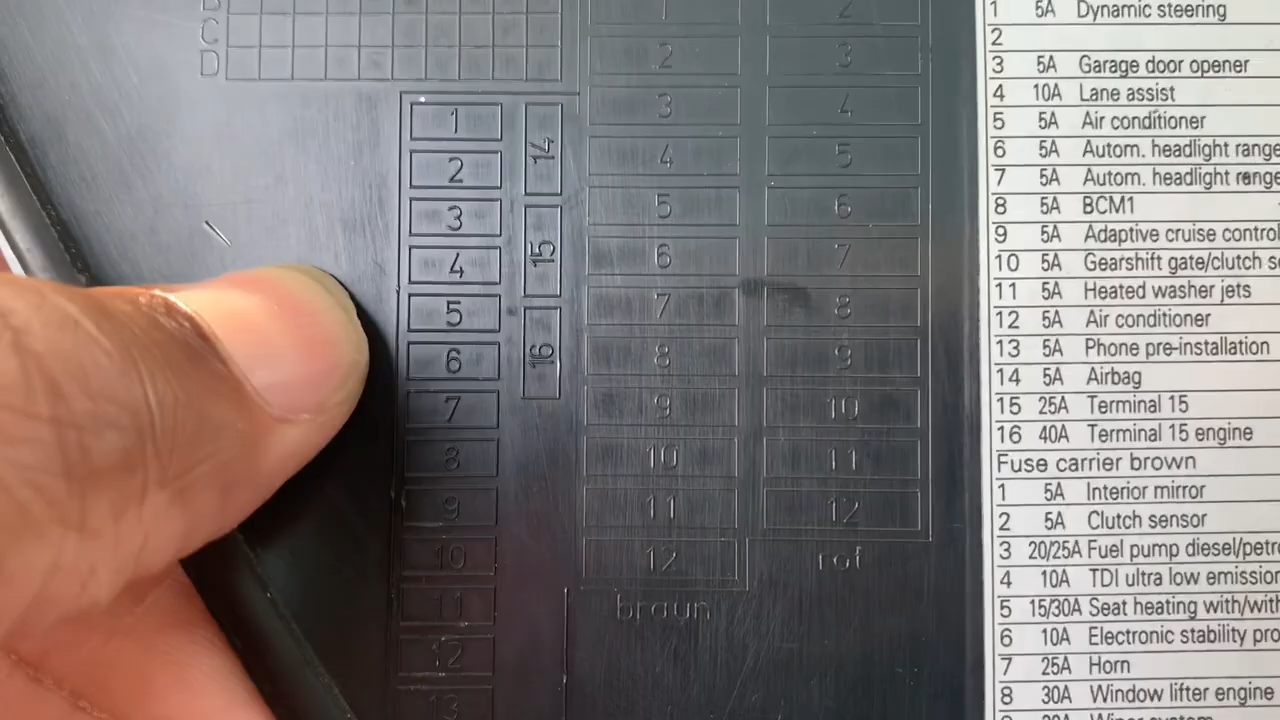 C
D
1
2
3
4
5
6
7
8
9
10
11
12
13
14
15
16
1
2
3
4
5
6
7
8
9
10
11
12
braun
2
3
4
5
6
7
8
9
10
11
12
rot
1 5A Dynamic steering
2
3 5A Garage door opener
4 10A Lane assist
5 5A Air conditioner
6 5A Autom. headlight range
7 5A Autom. headlight range
8 5A BCM1
9 5A Adaptive cruise control
10 5A Gearshift gate/clutch
11 5A Heated washer jets
12 5A Air conditioner
13 5A Phone pre-installation
14 5A Airbag
15 25A Terminal 15
16 40A Terminal 15 engine
Fuse carrier brown
1 5A Interior mirror
2 5A Clutch sensor
3 20/25A Fuel pump diesel/petr
4 10A TDI ultra low emission
5 15/30A Seat heating with/with
6 10A Electronic stability pro
7 25A Horn
8 30A Window lifter engine